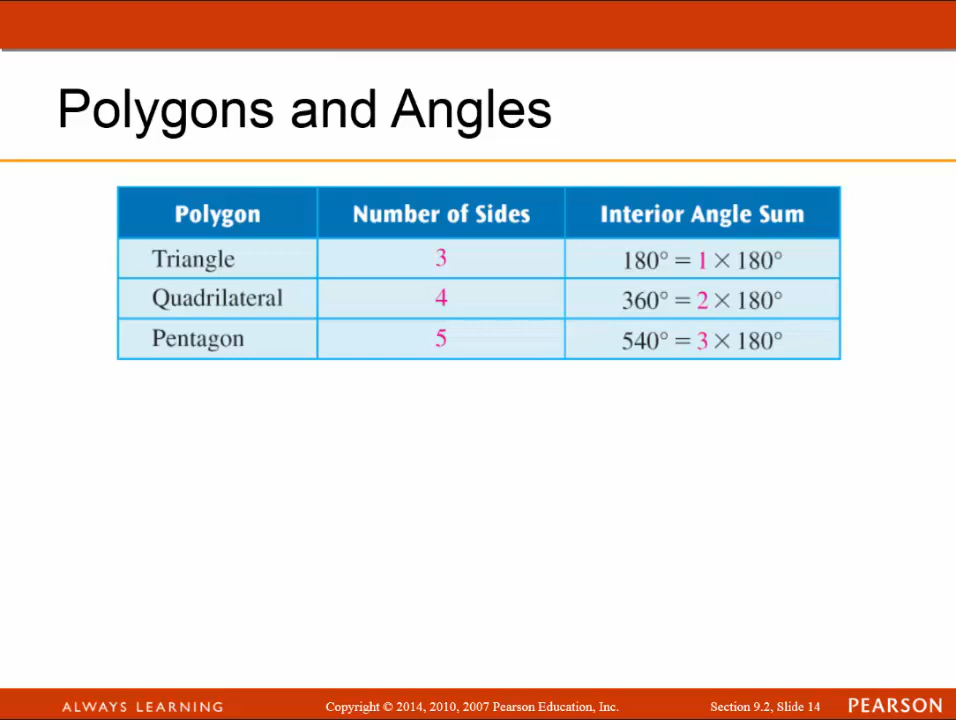 Polygons and Angles
Polygon Number of Sides Interior Angle Sum
Triangle 3 180° = 1 × 180°
Quadrilateral 4 360° = 2 × 180°
Pentagon 5 540° = 3 × 180°
ALWAYS LEARNING Copyright © 2014, 2010, 2007 Pearson Education, Inc. Section 9.2, Slide 14 PEARSON